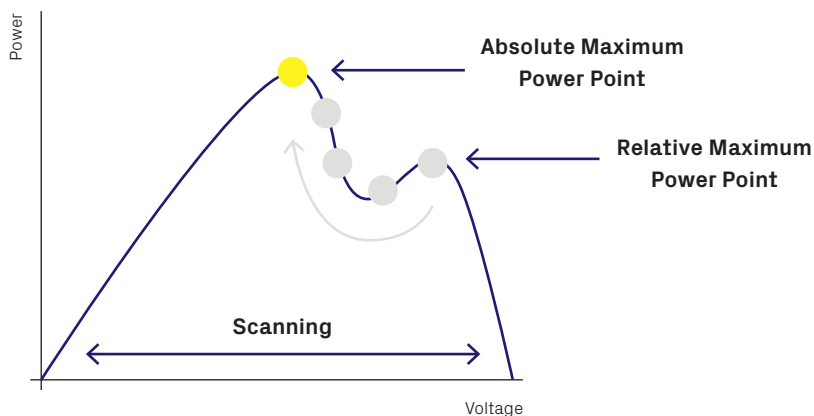 Power
Absolute Maximum
Power Point
Relative Maximum
Power Point
Scanning
Voltage